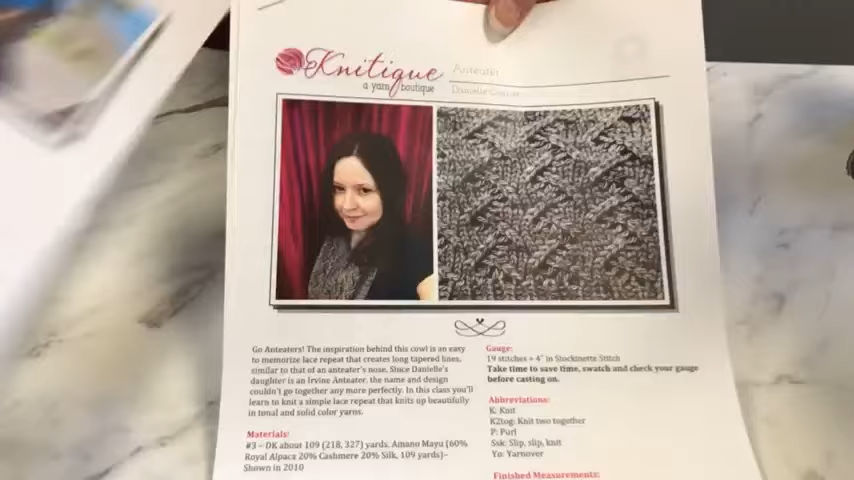 Knitique
a yarn boutique
Anteater
Danielle
Go Anteaters! The inspiration behind this cowl is an easy
to memorize lace repeat that creates long tapered lines,
similar to that of an anteater's nose. Since Danielle's
daughter is an Irvine Anteater, the name and design
couldn't go together any more perfectly. In this class you'll
learn to knit a simple lace repeat that knits up beautifully
in tonal and solid color yarns.
Materials:
#3 – DK about 109 (218, 327) yards. Amano Mayu (60%
Royal Alpaca 20% Cashmere 20% Silk, 109 yards)–
Shown in 2010
Gauge:
19 stitches = 4" in Stockinette Stitch
Take time to save time, swatch and check your gauge
before casting on.
Abbreviations:
K: Knit
K2tog: Knit two together
P: Purl
Ssk: Slip, slip, knit
Yo: Yarnover
Finished Measurements: